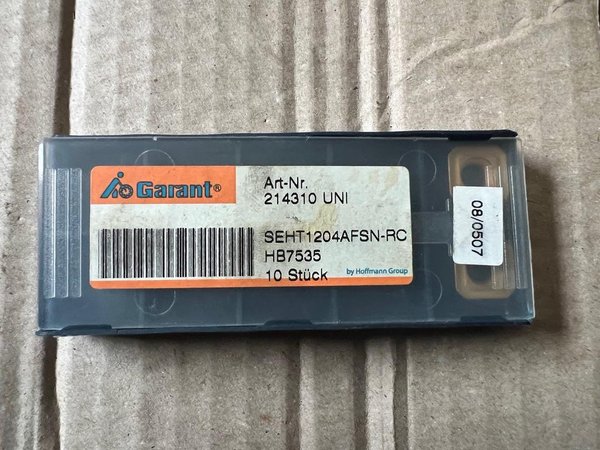 Garant®
Art-Nr.
214310 UNI
SEHT1204AFSN-RC
HB7535
10 Stück
by Hoffmann Group
08/0507